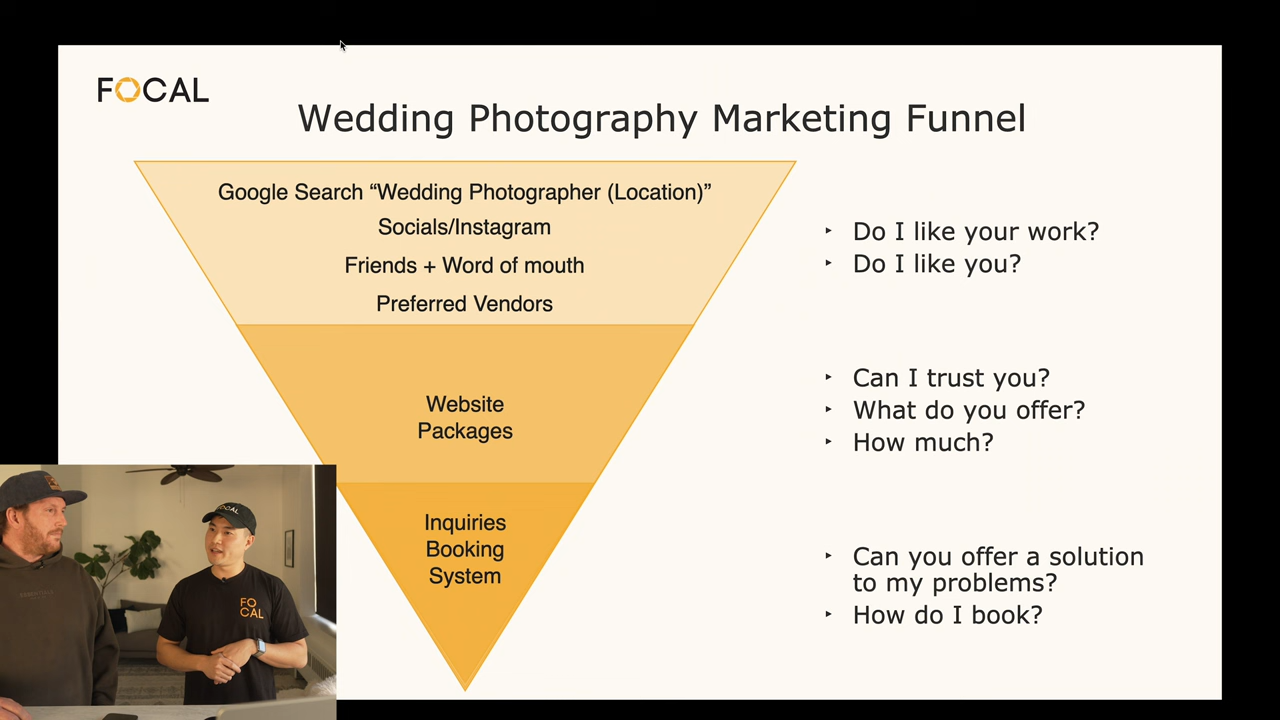 FOCAL
Wedding Photography Marketing Funnel
Google Search “Wedding Photographer (Location)”
Socials/Instagram
Friends + Word of mouth
Preferred Vendors
‣ Do I like your work?
‣ Do I like you?
Website
Packages
‣ Can I trust you?
‣ What do you offer?
‣ How much?
Inquiries
Booking
System
‣ Can you offer a solution
to my problems?
‣ How do I book?
FOCAL
FO
CAL